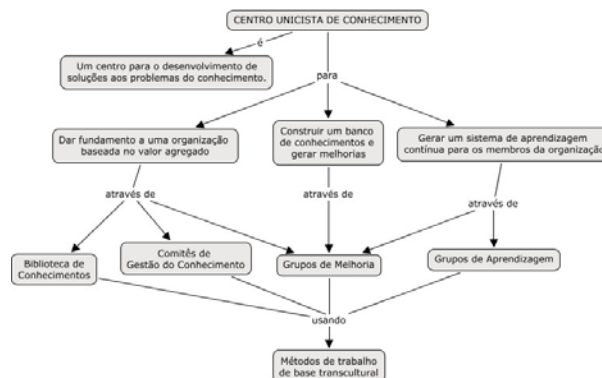 CENTRO UNICISTA DE CONHECIMENTO
é
Um centro para o desenvolvimento de
soluções aos problemas do conhecimento.
para
Dar fundamento a uma organização
baseada no valor agregado
Construir um banco
de conhecimentos e
gerar melhorias
Gerar um sistema de aprendizagem
contínua para os membros da organização
através de
através de
através de
Biblioteca de
Conhecimentos
Comitês de
Gestão do Conhecimento
Grupos de Melhoria
Grupos de Aprendizagem
usando
Métodos de trabalho
de base transcultural